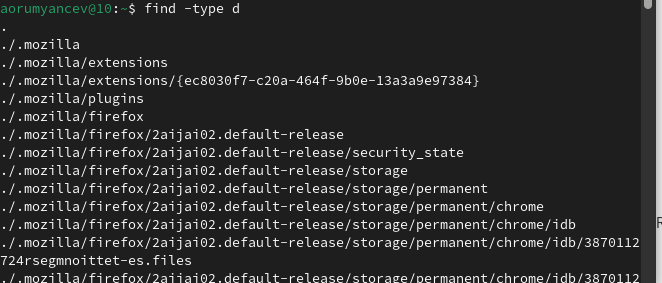 aorumyancev@10:~$ find -type d
.
./.mozilla
./.mozilla/extensions
./.mozilla/extensions/{ec8030f7-c20a-464f-9b0e-13a3a9e97384}
./.mozilla/plugins
./.mozilla/firefox
./.mozilla/firefox/2aijai02.default-release
./.mozilla/firefox/2aijai02.default-release/security_state
./.mozilla/firefox/2aijai02.default-release/storage
./.mozilla/firefox/2aijai02.default-release/storage/permanent
./.mozilla/firefox/2aijai02.default-release/storage/permanent/chrome
./.mozilla/firefox/2aijai02.default-release/storage/permanent/chrome/idb
./.mozilla/firefox/2aijai02.default-release/storage/permanent/chrome/idb/3870112
724rsegmnoittet-es.files
./.mozilla/firefox/2aijai02.default-release/storage/permanent/chrome/idb/3870112